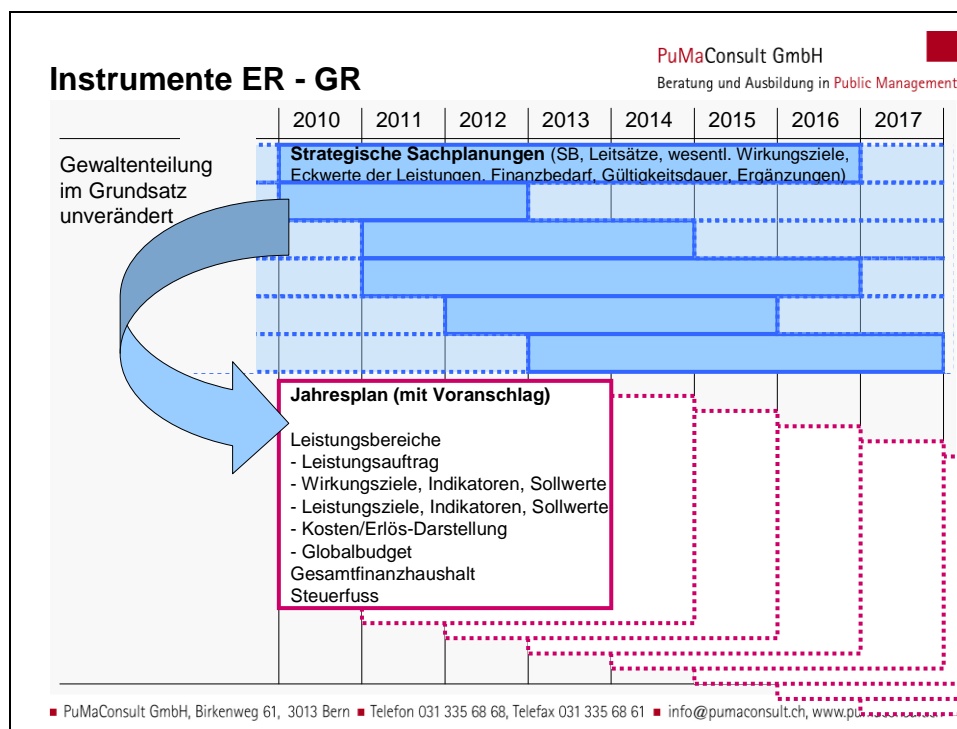 PuMaConsult GmbH
Beratung und Ausbildung in Public Management
Instrumente ER - GR
2010 2011 2012 2013 2014 2015 2016 2017
Gewaltenteilung
im Grundsatz
unverändert
Strategische Sachplanungen (SB, Leitsätze, wesentl. Wirkungsziele,
Eckwerte der Leistungen, Finanzbedarf, Gültigkeitsdauer, Ergänzungen)
Jahresplan (mit Voranschlag)
Leistungsbereiche
- Leistungsauftrag
- Wirkungsziele, Indikatoren, Sollwerte
- Leistungsziele, Indikatoren, Sollwerte
- Kosten/Erlös-Darstellung
- Globalbudget
Gesamtfinanzhaushalt
Steuerfuss
■ PuMaConsult GmbH, Birkenweg 61, 3013 Bern ■ Telefon 031 335 68 68, Telefax 031 335 68 61 ■ info@pumaconsult.ch,